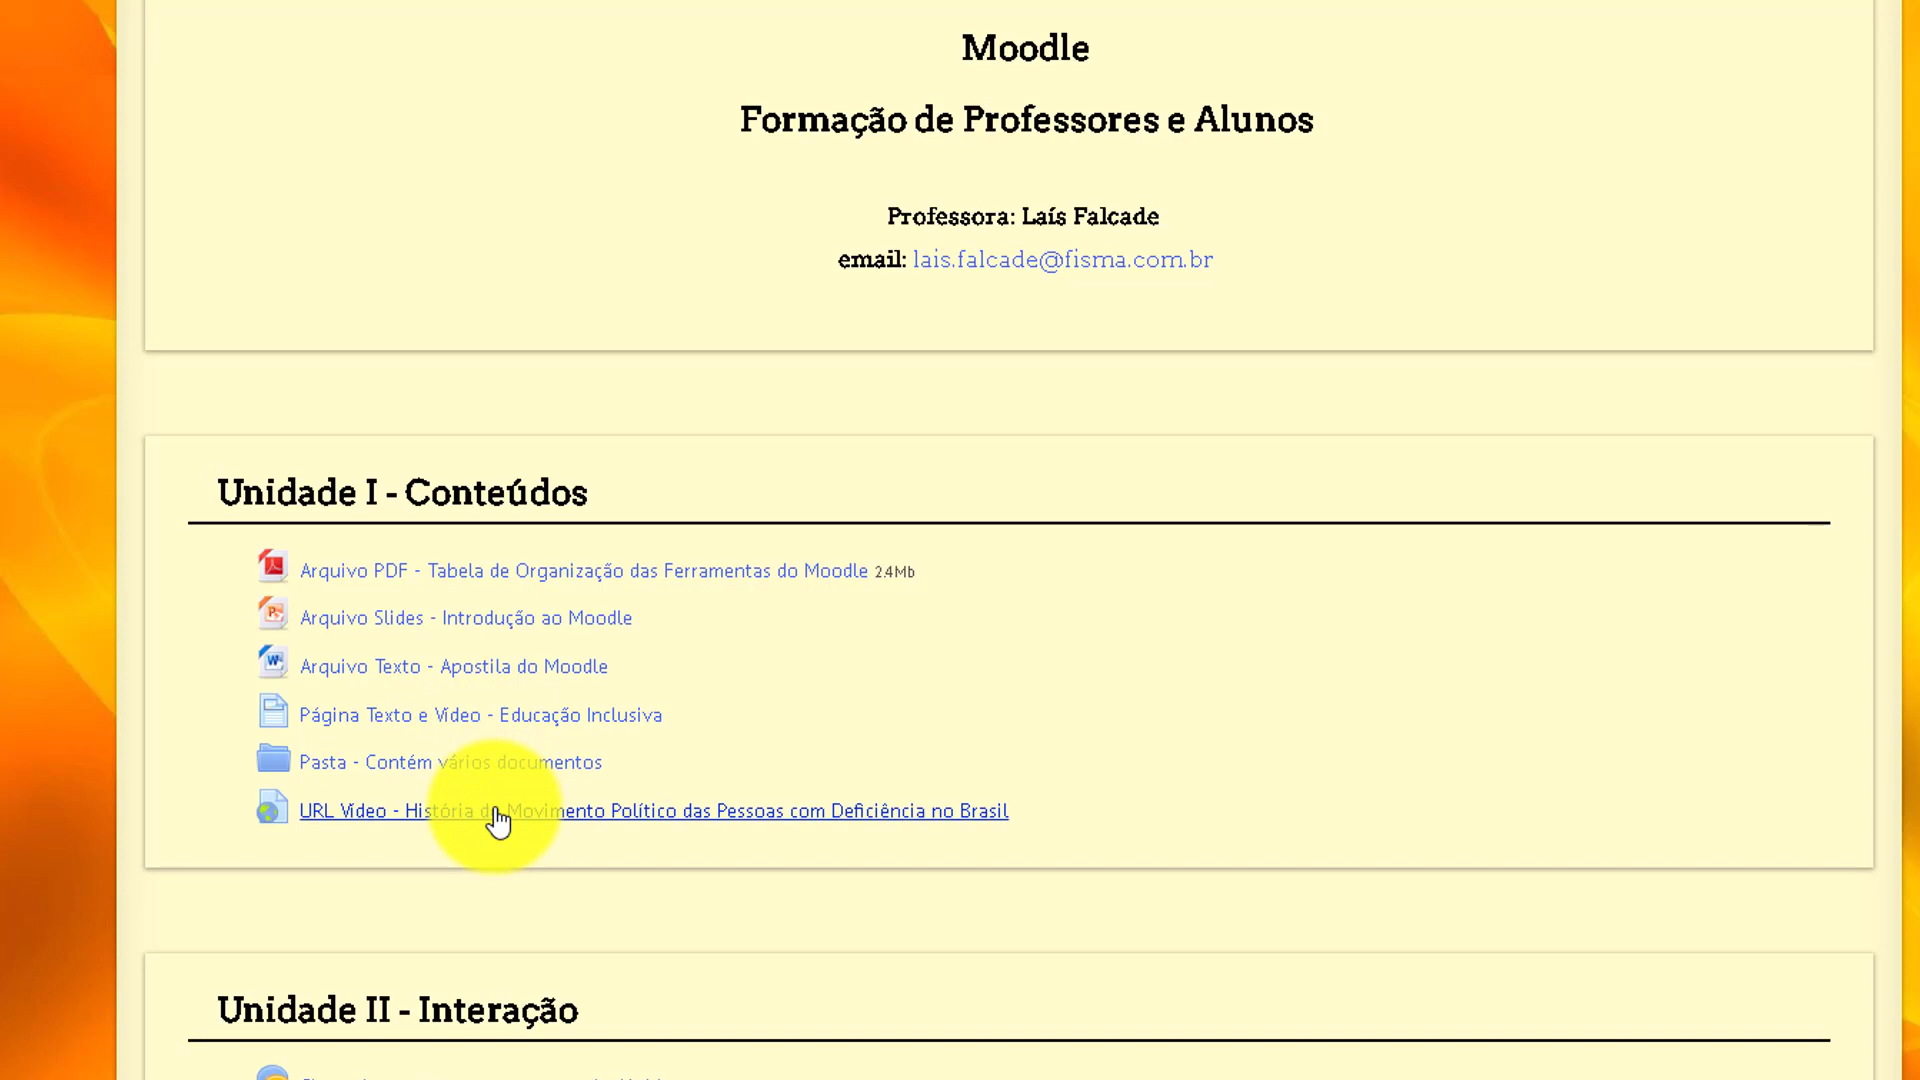 Moodle
Formação de Professores e Alunos
Professora: Laís Falcade
email: lais.falcade@fisma.com.br
Unidade I - Conteúdos
Arquivo PDF - Tabela de Organização das Ferramentas do Moodle 2.4Mb
Arquivo Slides - Introdução ao Moodle
Arquivo Texto - Apostila do Moodle
Página Texto e Vídeo - Educação Inclusiva
Pasta - Contém vários documentos
URL Vídeo - História do Movimento Político das Pessoas com Deficiência no Brasil
Unidade II - Interação